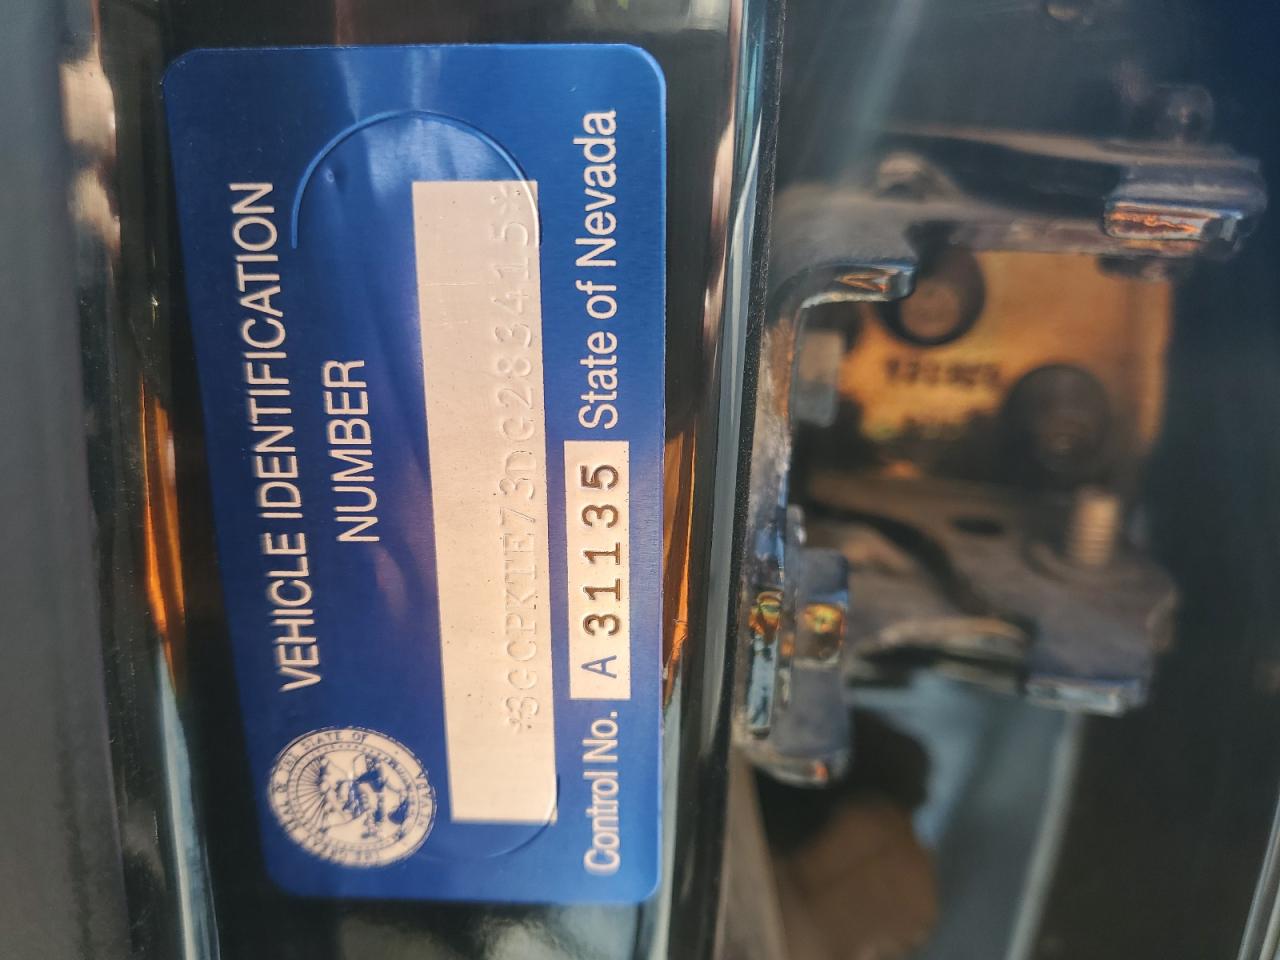 VEHICLE IDENTIFICATION
NUMBER
*3GCPKTE73DG283415*
Control No. A 31135 State of Nevada